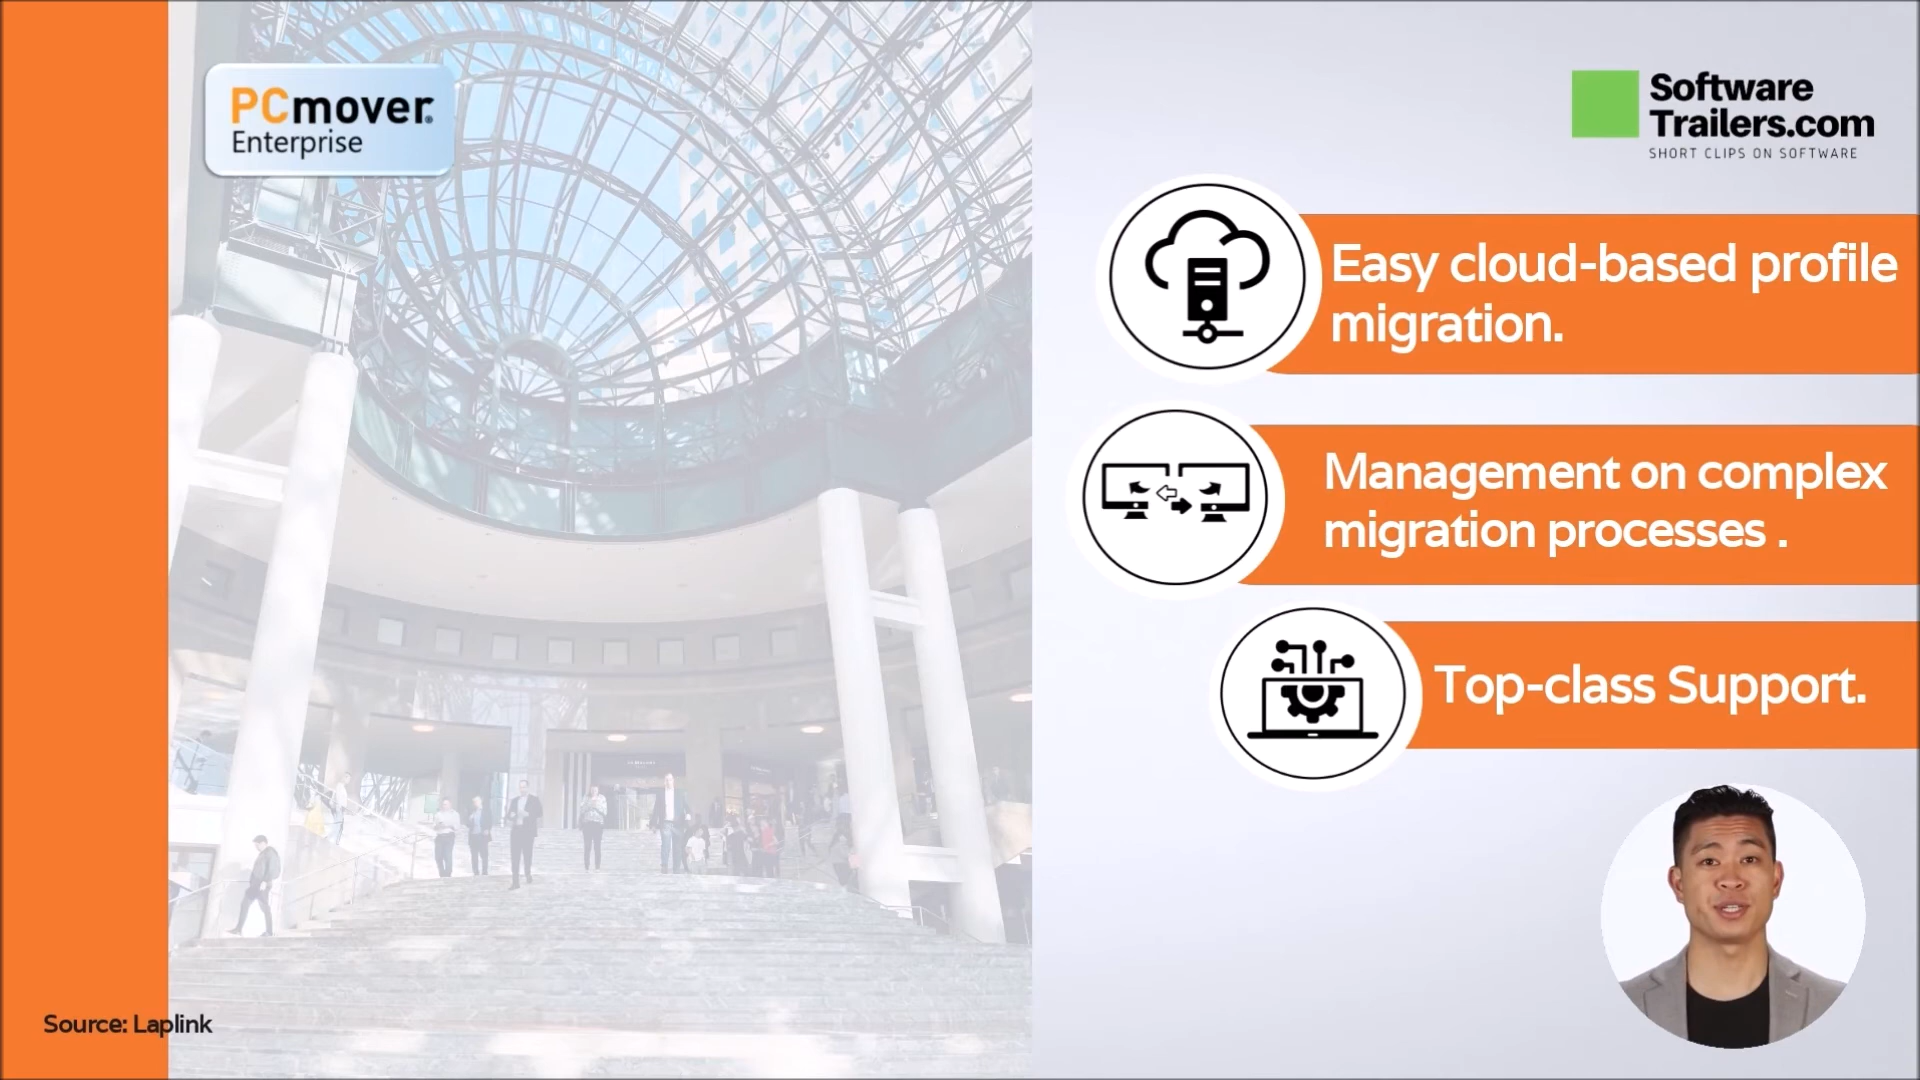 PCmover®
Enterprise
Software
Trailers.com
SHORT CLIPS ON SOFTWARE
Easy cloud-based profile
migration.
Management on complex
migration processes .
Top-class Support.
Source: Laplink